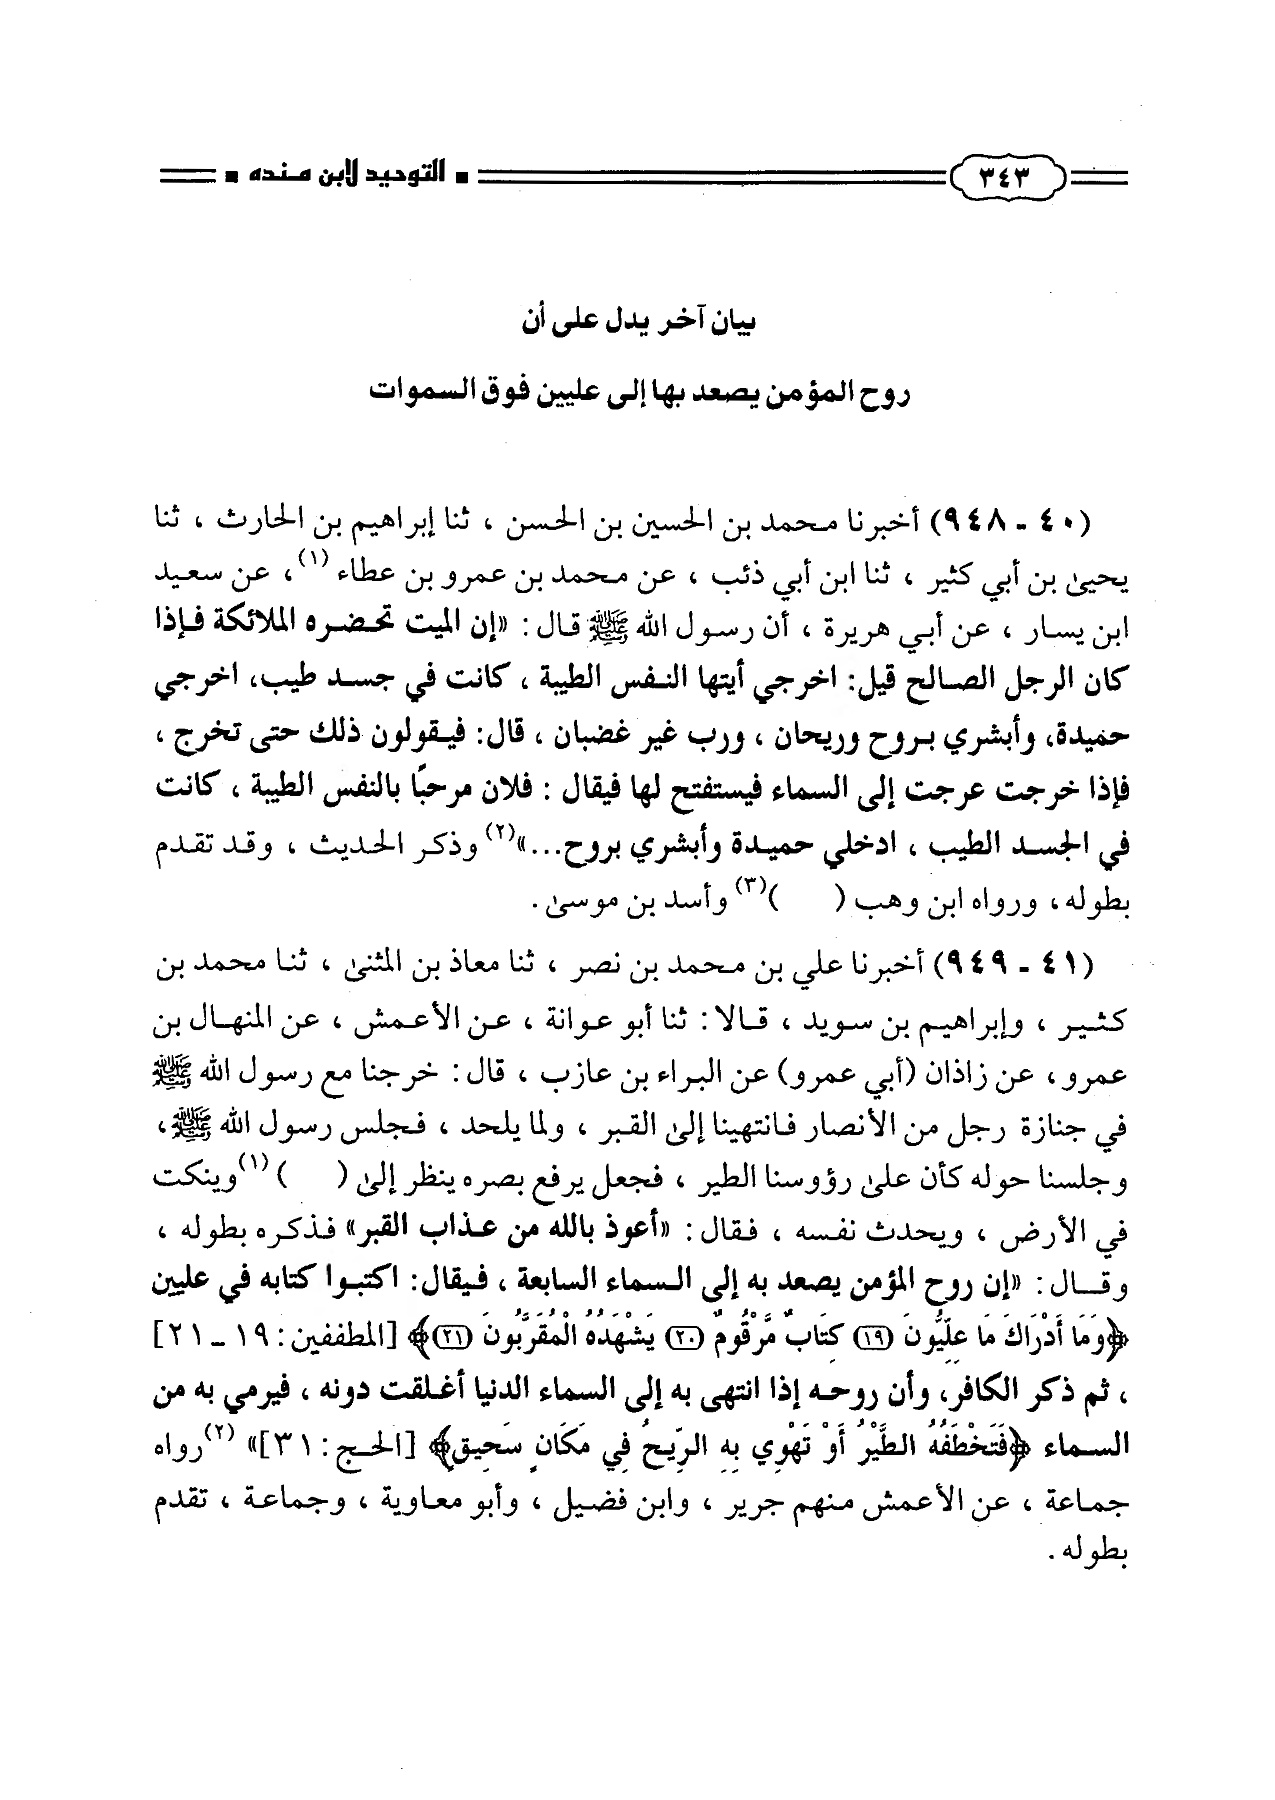 ٣٤٣ ▪ التوحيد لابن منده ▪
بيان آخر يدل على أن
روح المؤمن يصعد بها إلى عليين فوق السموات
(٤٠ - ٩٤٨) أخبرنا محمد بن الحسين بن الحسن ، ثنا إبراهيم بن الحارث ، ثنا
يحيىٰ بن أبي كثير ، ثنا ابن أبي ذئب ، عن محمد بن عمرو بن عطاء (١)، عن سعيد
ابن يسار ، عن أبي هريرة ، أن رسول الله ﷺ قال : «إن الميت تحضره الملائكة فإذا
كان الرجل الصالح قيل: اخرجي أيتها النفس الطيبة ، كانت في جسد طيب، اخرجي
حميدة، وأبشري بروح وريحان ، ورب غير غضبان ، قال: فيقولون ذلك حتى تخرج ،
فإذا خرجت عرجت إلى السماء فيستفتح لها فيقال : فلان مرحبًا بالنفس الطيبة ، كانت
في الجسد الطيب ، ادخلي حميدة وأبشري بروح...»(٢) وذكر الحديث ، وقد تقدم
بطوله، ورواه ابن وهب (     )(٣) وأسد بن موسىٰ.
(٤١ - ٩٤٩) أخبرنا علي بن محمد بن نصر ، ثنا معاذ بن المثنىٰ ، ثنا محمد بن
كثير ، وإبراهيم بن سويد ، قالا : ثنا أبو عوانة ، عن الأعمش ، عن المنهال بن
عمرو، عن زاذان (أبي عمرو) عن البراء بن عازب ، قال : خرجنا مع رسول الله ﷺ
في جنازة رجل من الأنصار فانتهينا إلىٰ القبر ، ولما يلحد ، فجلس رسول الله ﷺ،
وجلسنا حوله كأن علىٰ رؤوسنا الطير ، فجعل يرفع بصره ينظر إلىٰ (     )(١) وينكت
في الأرض ، ويحدث نفسه ، فقال : «أعوذ بالله من عذاب القبر» فذكره بطوله ،
وقال : «إن روح المؤمن يصعد به إلى السماء السابعة ، فيقال: اكتبوا كتابه في عليين
﴿وَمَا أَدْرَاكَ مَا عِلِّيُّونَ (١٩) كِتَابٌ مَّرْقُومٌ (٢٠) يَشْهَدُهُ الْمُقَرَّبُونَ (٢١)﴾ [المطففين : ١٩ ـ ٢١]
، ثم ذكر الكافر، وأن روحه إذا انتهى به إلى السماء الدنيا أغلقت دونه ، فيرمي به من
السماء ﴿فَتَخْطَفُهُ الطَّيْرُ أَوْ تَهْوِي بِهِ الرِّيحُ فِي مَكَانٍ سَحِيقٍ﴾ [الحج : ٣١]» (٢) رواه
جماعة ، عن الأعمش منهم جرير ، وابن فضيل ، وأبو معاوية ، وجماعة ، تقدم
بطوله .